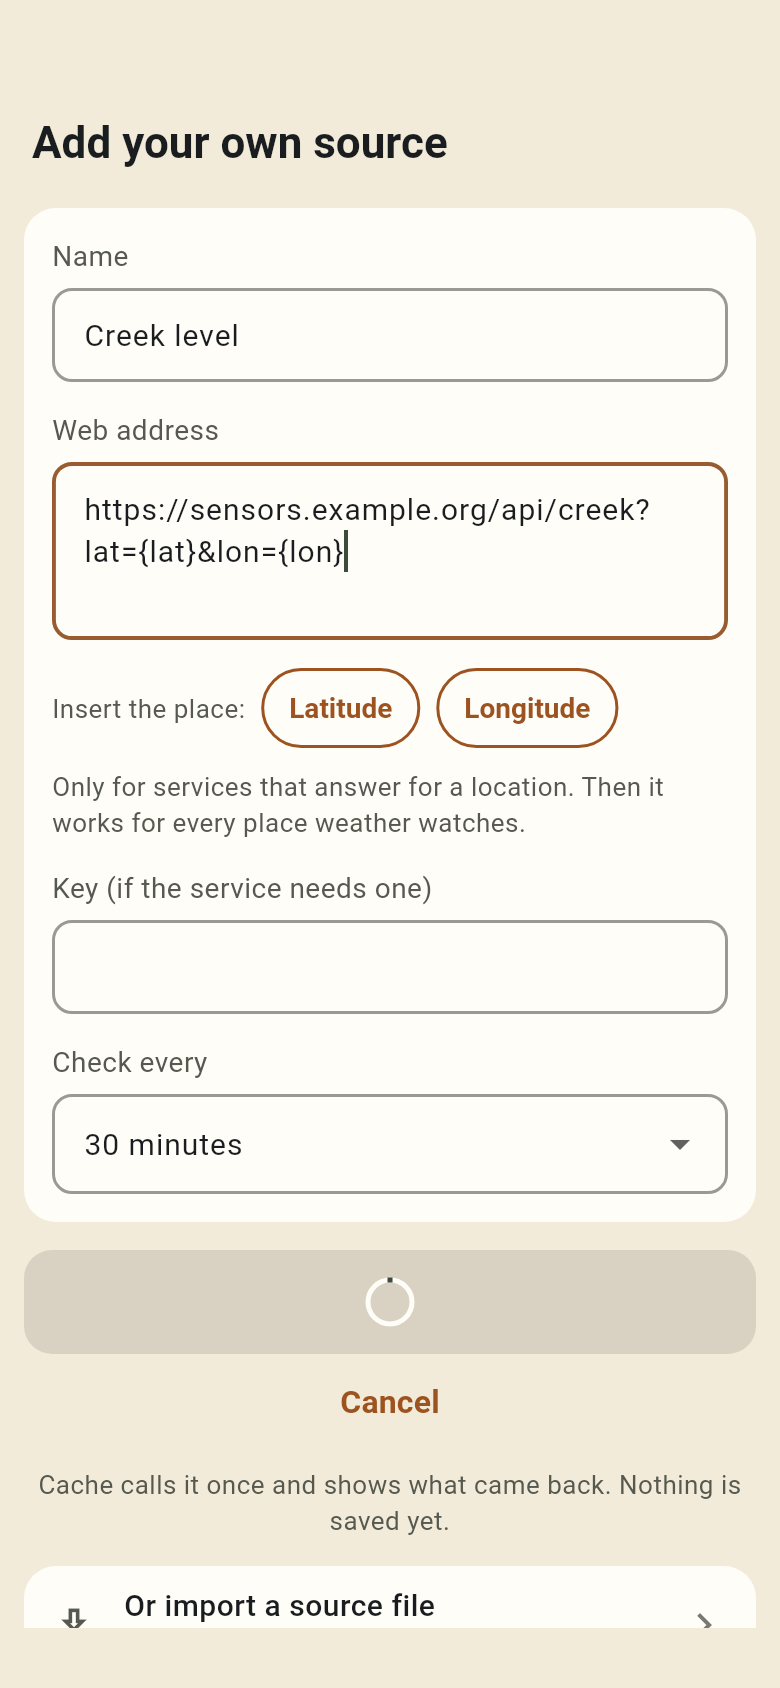 Add your own source
Name
Creek level
Web address
https://sensors.example.org/api/creek?
lat={lat}&lon={lon}
Insert the place:
Latitude
Longitude
Only for services that answer for a location. Then it
works for every place weather watches.
Key (if the service needs one)
Check every
30 minutes
Cancel
Cache calls it once and shows what came back. Nothing is
saved yet.
Or import a source file